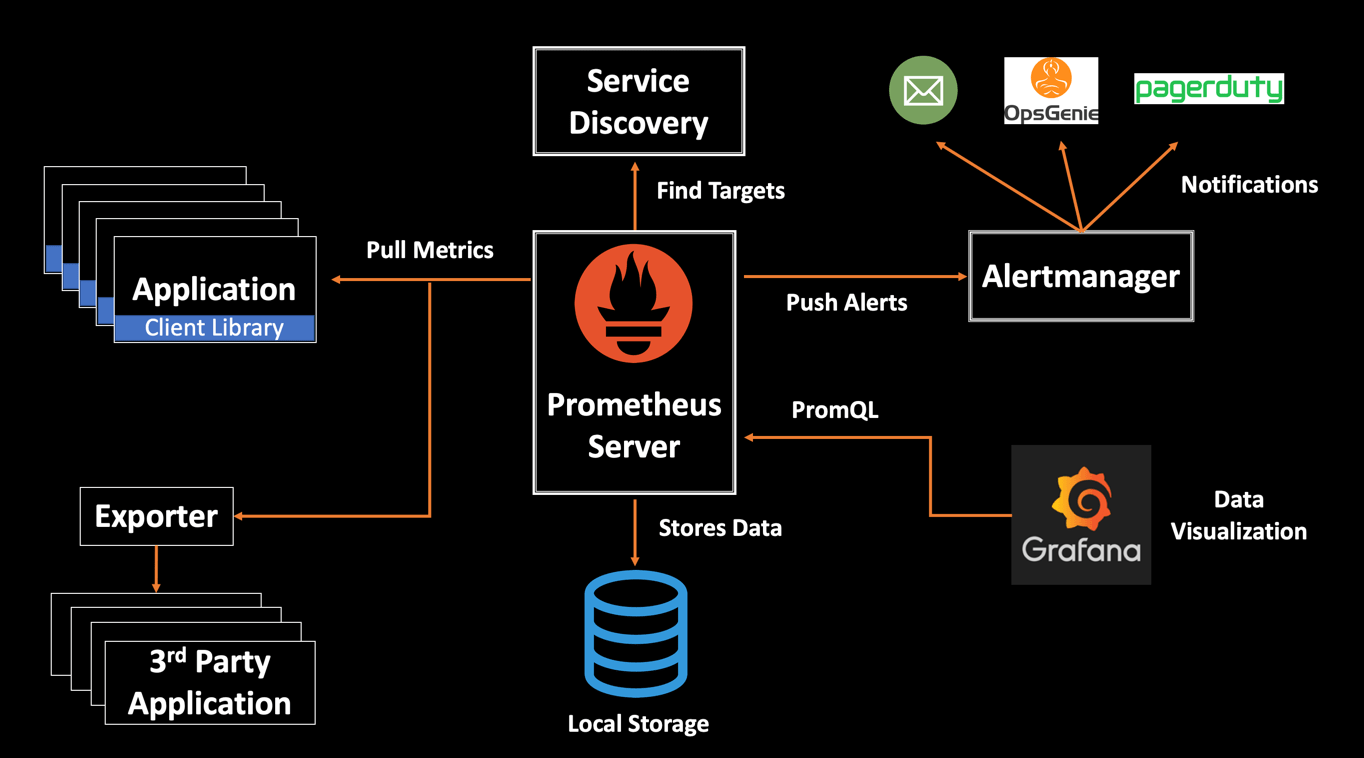 Service
Discovery
OpsGenie
pagerduty
Find Targets
Notifications
Pull Metrics
Application
Client Library
Alertmanager
Push Alerts
Prometheus
Server
PromQL
Exporter
Stores Data
Grafana
Data
Visualization
3rd Party
Application
Local Storage